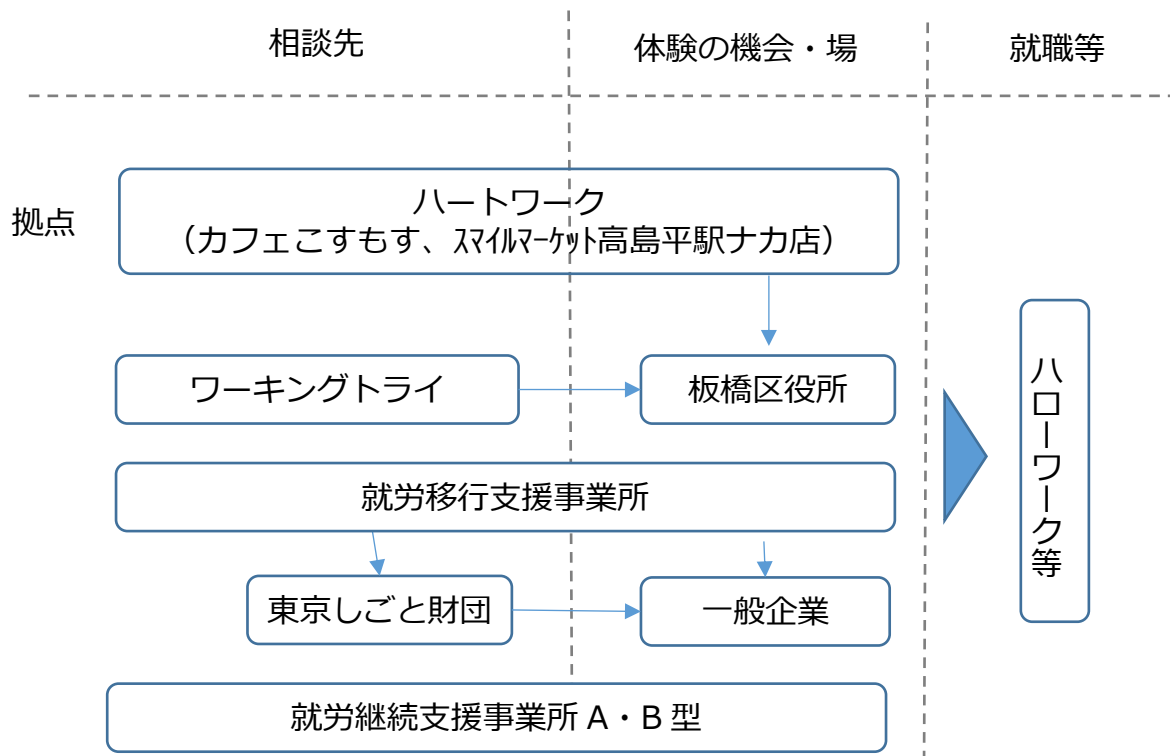 相談先
体験の機会・場
就職等
拠点
ハートワーク
（カフェこすもす、ｽﾏｲﾙﾏｰｹｯﾄ高島平駅ナカ店）
ワーキングトライ
板橋区役所
就労移行支援事業所
東京しごと財団
一般企業
就労継続支援事業所 A・B 型
ハローワーク等